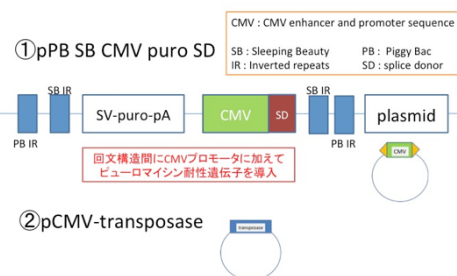 CMV : CMV enhancer and promoter sequence
SB : Sleeping Beauty PB : Piggy Bac
IR : Inverted repeats SD : splice donor
①pPB SB CMV puro SD
SB IR SB IR
SV-puro-pA CMV SD plasmid
PB IR PB IR
CMV
回文構造間にCMVプロモータに加えて
ピューロマイシン耐性遺伝子を導入
②pCMV-transposase
transposase